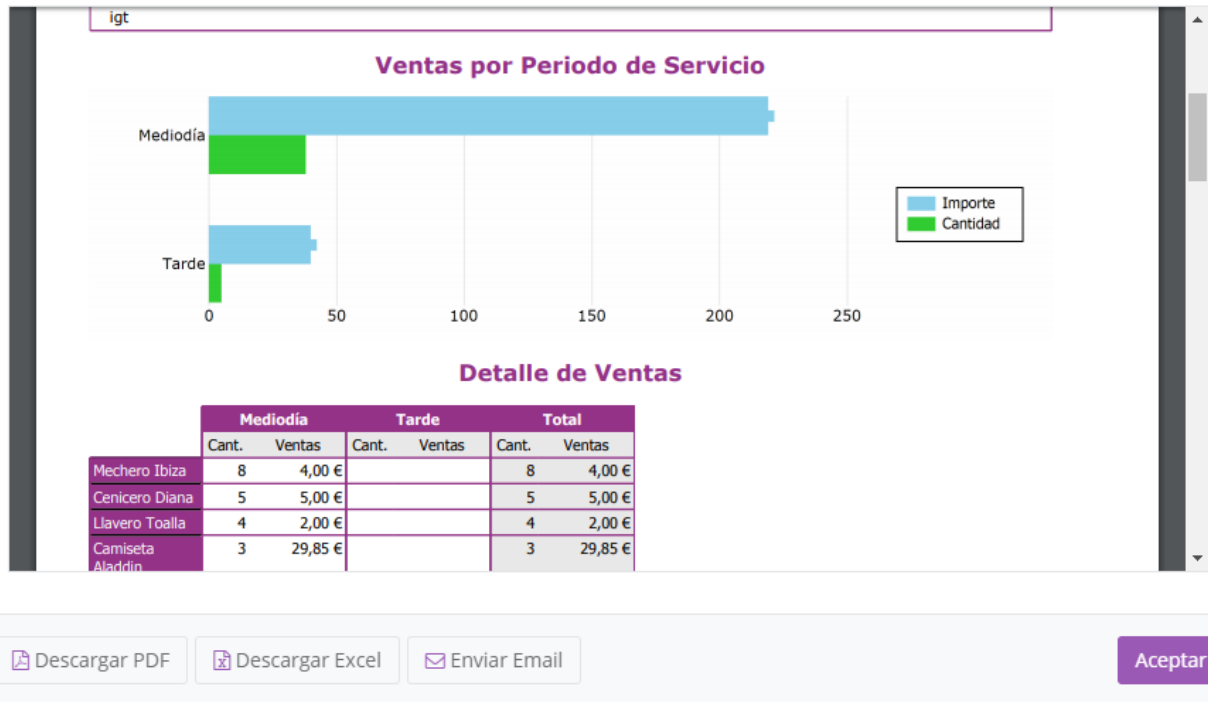 igt
Ventas por Periodo de Servicio
Mediodía
Tarde
0 50 100 150 200 250
Importe
Cantidad
Detalle de Ventas
Mediodía Tarde Total
Cant. Ventas Cant. Ventas Cant. Ventas
Mechero Ibiza 8 4,00 € 8 4,00 €
Cenicero Diana 5 5,00 € 5 5,00 €
Llavero Toalla 4 2,00 € 4 2,00 €
Camiseta 3 29,85 € 3 29,85 €
Aladdin
Descargar PDF Descargar Excel Enviar Email Aceptar